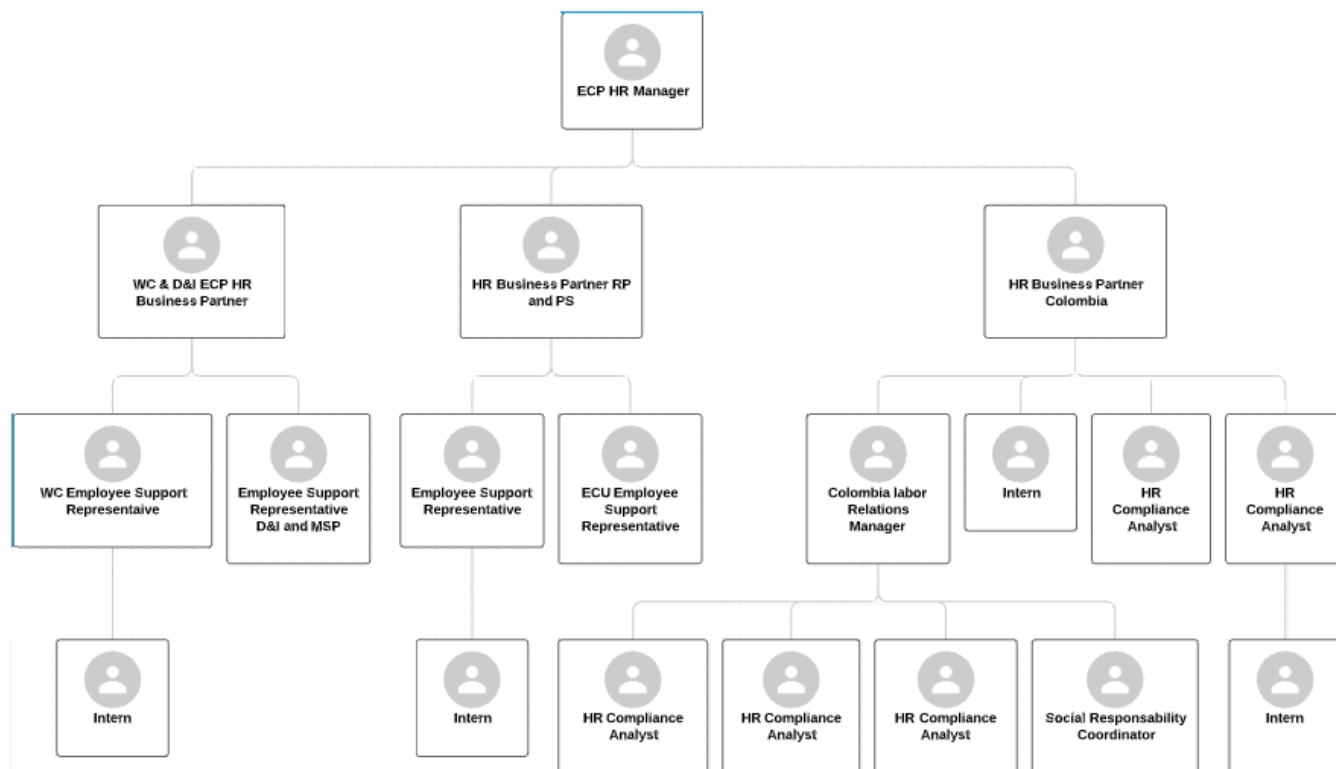 ECP HR Manager
WC & D&I ECP HR
Business Partner
HR Business Partner RP
and PS
HR Business Partner
Colombia
WC Employee Support
Representaive
Employee Support
Representative
D&I and MSP
Employee Support
Representative
ECU Employee
Support
Representative
Colombia labor
Relations
Manager
Intern
HR
Compliance
Analyst
HR
Compliance
Analyst
Intern
Intern
HR Compliance
Analyst
HR Compliance
Analyst
HR Compliance
Analyst
Social Responsability
Coordinator
Intern